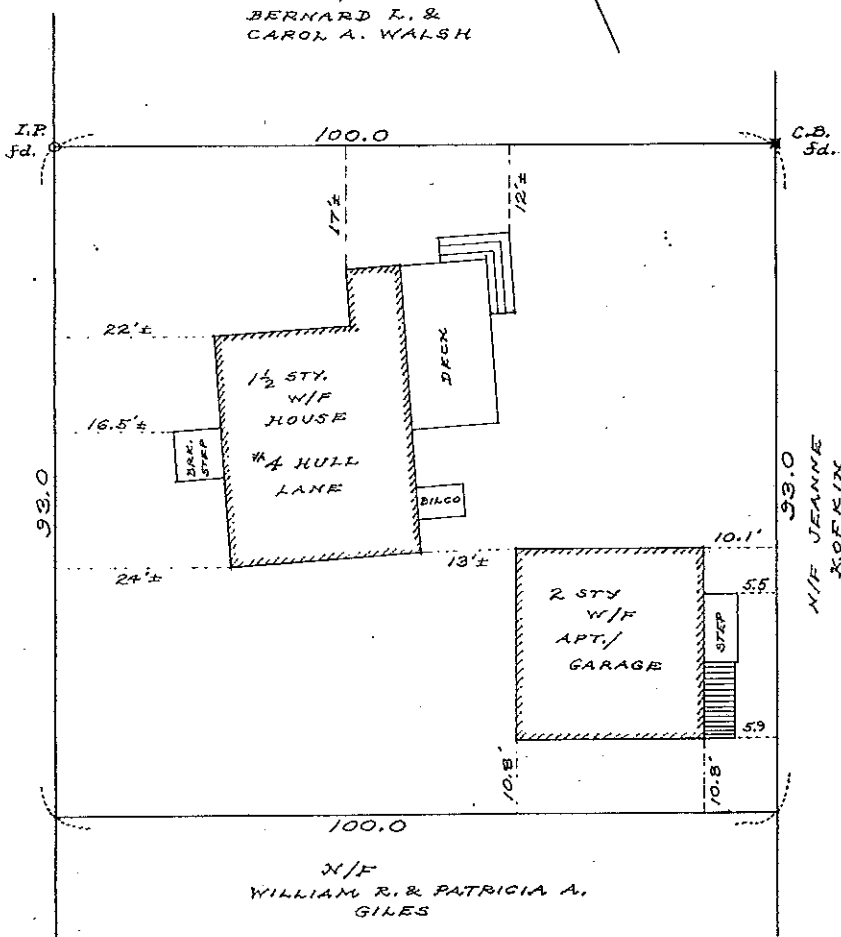 BERNARD L. &
CAROL A. WALSH
I.P.
fd.
100.0
C.B.
fd.
17'±
12'±
22'±
1½ STY.
W/F
HOUSE
#4 HULL
LANE
DECK
16.5'±
BRK.
STEP
BILCO
93.0
93.0
N/F JEANNE
KOFKIN
24'±
13'±
10.1'
5.5
2 STY
W/F
APT./
GARAGE
STEP
5.9
10.8'
10.8'
100.0
N/F
WILLIAM R. & PATRICIA A.
GILES